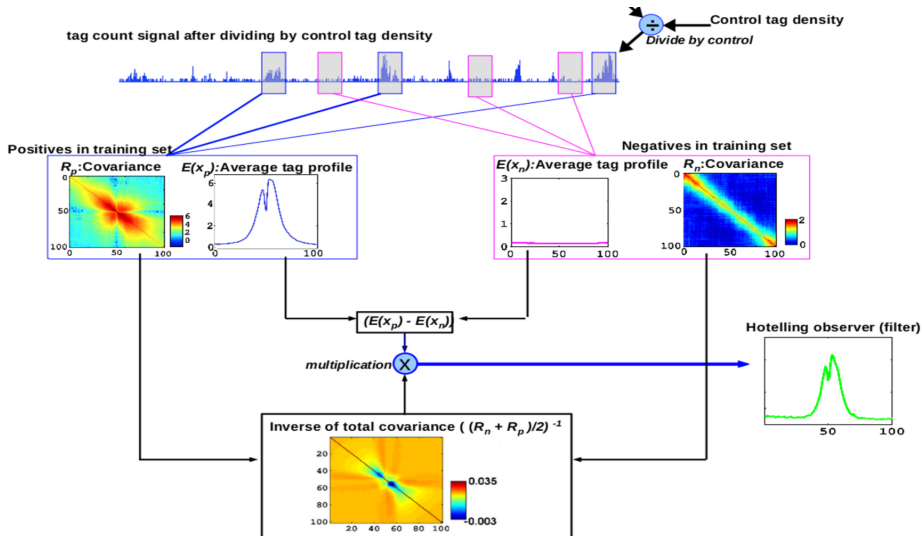 Control tag density
÷
Divide by control
tag count signal after dividing by control tag density
Positives in training set
Rp:Covariance
E(xp):Average tag profile
0
50
100
0 50 100
6
4
2
0
6
4
2
0
0 100
Negatives in training set
E(xn):Average tag profile
Rn:Covariance
3
2
1
0
0 50 100
0
50
100
0 50 100
2
0
(E(xp) - E(xn))
multiplication
X
Hotelling observer (filter)
50 100
Inverse of total covariance ( (Rn + Rp )/2) -1
20
40
60
80
100
20 40 60 80 100
0.035
-0.003